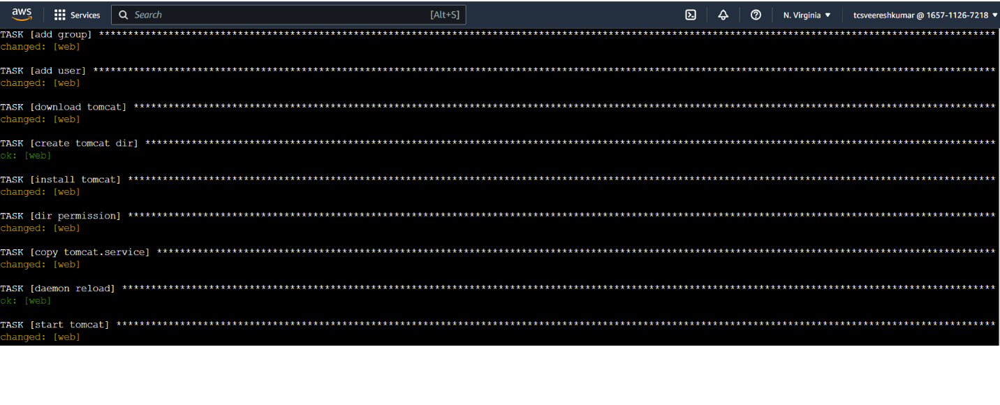 aws Services Search [Alt+S] N. Virginia tcsveereshkumar @ 1657-1126-7218
TASK [add group] ****************************************************************************************************************************************************************
changed: [web]
TASK [add user] *****************************************************************************************************************************************************************
changed: [web]
TASK [download tomcat] **********************************************************************************************************************************************************
changed: [web]
TASK [create tomcat dir] ********************************************************************************************************************************************************
ok: [web]
TASK [install tomcat] ***********************************************************************************************************************************************************
changed: [web]
TASK [dir permission] ***********************************************************************************************************************************************************
changed: [web]
TASK [copy tomcat.service] ******************************************************************************************************************************************************
changed: [web]
TASK [daemon reload] ************************************************************************************************************************************************************
ok: [web]
TASK [start tomcat] *************************************************************************************************************************************************************
changed: [web]